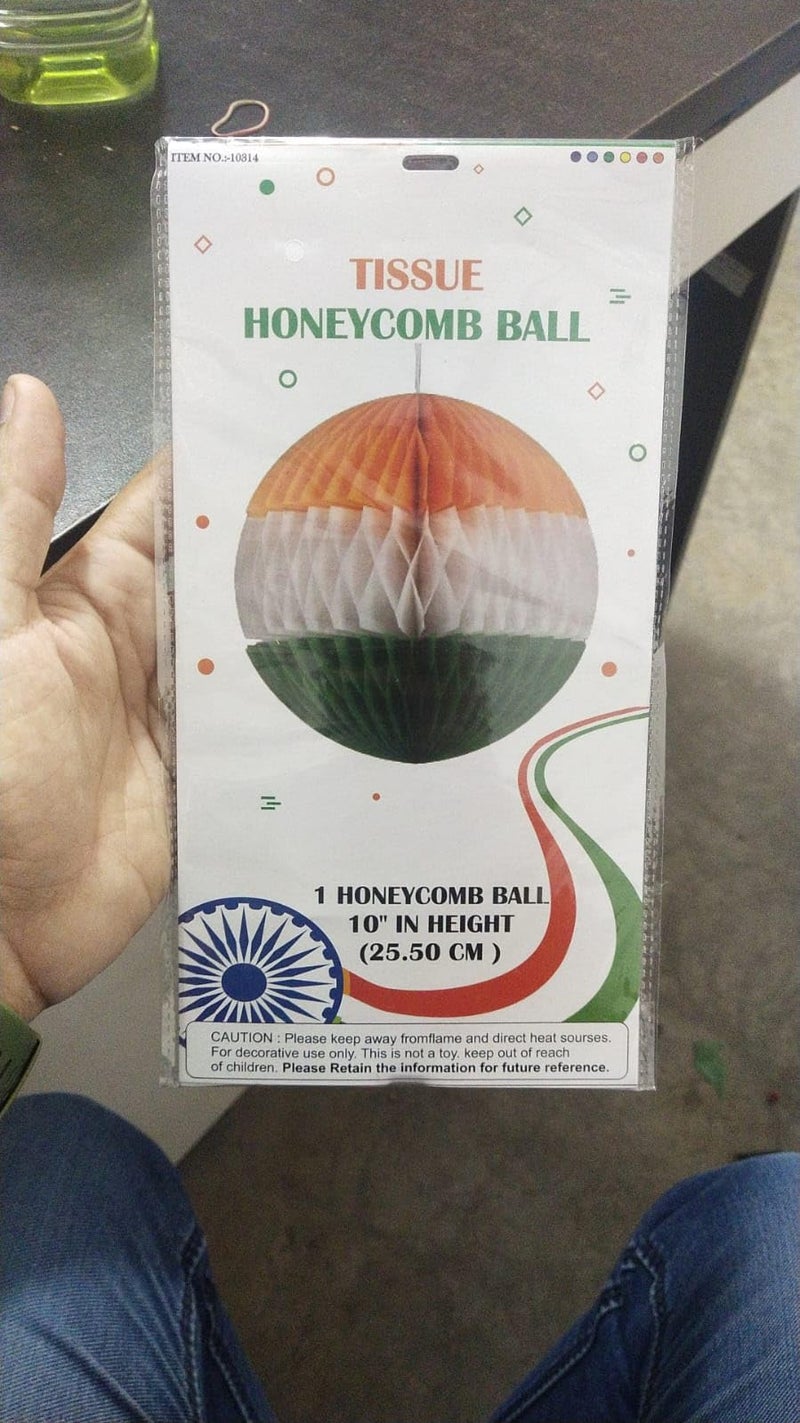 ITEM NO.:-10814
TISSUE
HONEYCOMB BALL
1 HONEYCOMB BALL
10" IN HEIGHT
(25.50 CM )
CAUTION : Please keep away fromflame and direct heat sourses.
For decorative use only. This is not a toy. keep out of reach
of children. Please Retain the information for future reference.